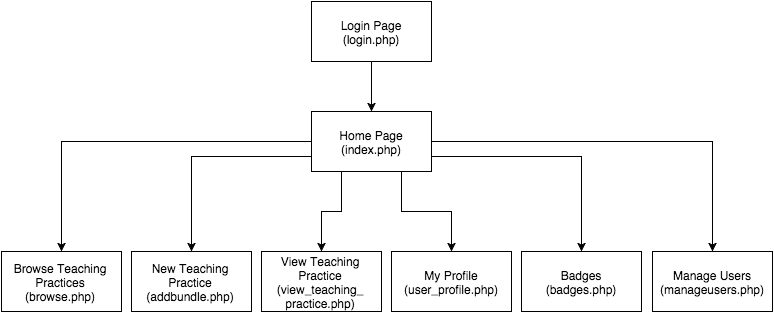 Login Page
(login.php)
Home Page
(index.php)
Browse Teaching
Practices
(browse.php)
New Teaching
Practice
(addbundle.php)
View Teaching
Practice
(view_teaching_
practice.php)
My Profile
(user_profile.php)
Badges
(badges.php)
Manage Users
(manageusers.php)